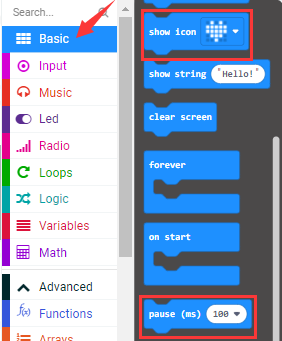 Search...
Basic
Input
Music
Led
Radio
Loops
Logic
Variables
Math
Advanced
Functions
Arrays
show icon
show string "Hello!"
clear screen
forever
on start
pause (ms) 100